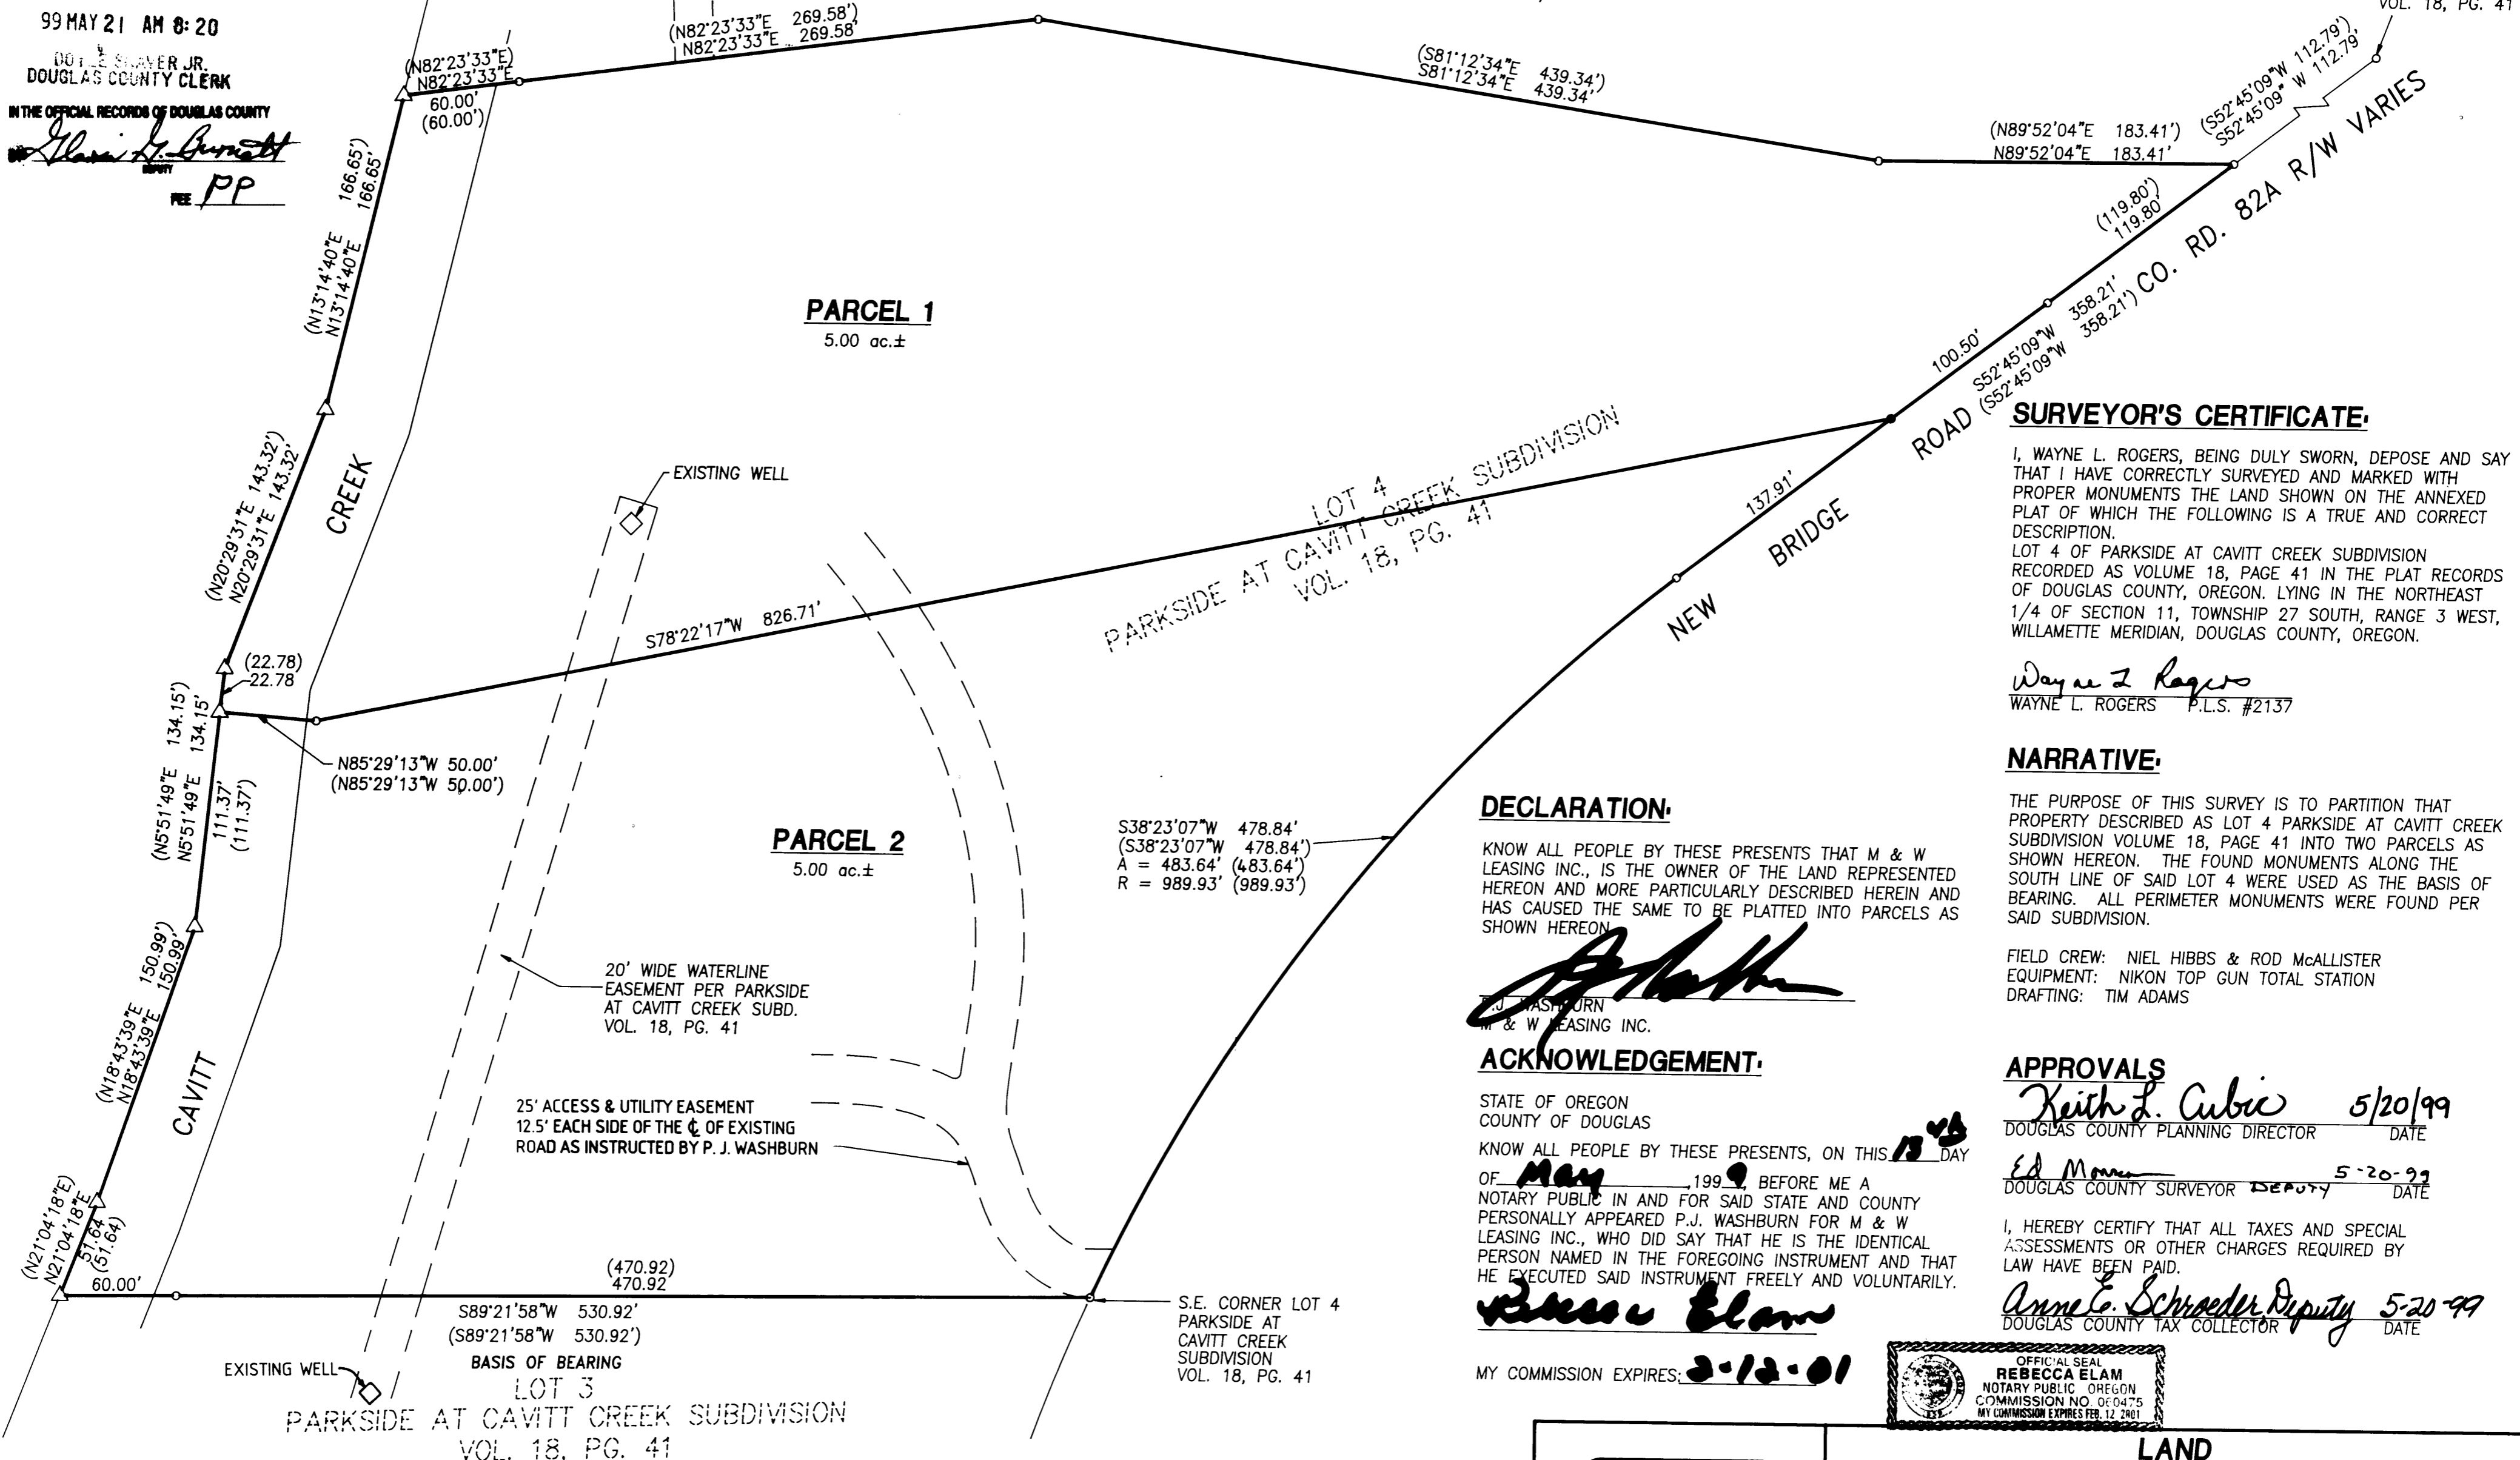 99 MAY 21 AM 8:20
DOUGLAS COUNTY CLERK
IN THE OFFICIAL RECORDS OF DOUGLAS COUNTY
DEPUTY
FEE PP
VOL. 18, PG. 41
(N82°23'33"E 269.58')
N82°23'33"E 269.58'
(N82°23'33"E)
N82°23'33"E
60.00'
(60.00')
(S81°12'34"E 439.34')
S81°12'34"E 439.34'
(N89°52'04"E 183.41')
N89°52'04"E 183.41'
(S52°45'09"W 112.79')
S52°45'09"W 112.79'
(119.80')
119.80'
NEW BRIDGE ROAD CO. RD. 82A R/W VARIES
S52°45'09"W 358.21'
(S52°45'09"W 358.21')
100.50'
137.91'
166.65')
166.65'
(N13°14'40"E
N13°14'40"E
(N20°29'31"E 143.32')
N20°29'31"E 143.32'
CREEK
PARCEL 1
5.00 ac.±
EXISTING WELL
LOT 4
PARKSIDE AT CAVITT CREEK SUBDIVISION
VOL. 18, PG. 41
S78°22'17"W 826.71'
(22.78)
22.78
(N5°51'49"E 134.15')
N5°51'49"E 134.15'
111.37'
(111.37')
N85°29'13"W 50.00'
(N85°29'13"W 50.00')
PARCEL 2
5.00 ac.±
S38°23'07"W 478.84'
(S38°23'07"W 478.84')
A = 483.64' (483.64')
R = 989.93' (989.93')
(N18°43'39"E 150.99')
N18°43'39"E 150.99'
CAVITT
20' WIDE WATERLINE
EASEMENT PER PARKSIDE
AT CAVITT CREEK SUBD.
VOL. 18, PG. 41
25' ACCESS & UTILITY EASEMENT
12.5' EACH SIDE OF THE ℄ OF EXISTING
ROAD AS INSTRUCTED BY P. J. WASHBURN
(N21°04'18"E)
N21°04'18"E
51.64
(51.64)
60.00'
(470.92)
470.92
S89°21'58"W 530.92'
(S89°21'58"W 530.92')
BASIS OF BEARING
EXISTING WELL
LOT 3
PARKSIDE AT CAVITT CREEK SUBDIVISION
VOL. 18, PG. 41
S.E. CORNER LOT 4
PARKSIDE AT
CAVITT CREEK
SUBDIVISION
VOL. 18, PG. 41
DECLARATION:
KNOW ALL PEOPLE BY THESE PRESENTS THAT M & W
LEASING INC., IS THE OWNER OF THE LAND REPRESENTED
HEREON AND MORE PARTICULARLY DESCRIBED HEREIN AND
HAS CAUSED THE SAME TO BE PLATTED INTO PARCELS AS
SHOWN HEREON
P.J. WASHBURN
M & W LEASING INC.
ACKNOWLEDGEMENT:
STATE OF OREGON
COUNTY OF DOUGLAS
KNOW ALL PEOPLE BY THESE PRESENTS, ON THIS DAY
OF May ,1999, BEFORE ME A
NOTARY PUBLIC IN AND FOR SAID STATE AND COUNTY
PERSONALLY APPEARED P.J. WASHBURN FOR M & W
LEASING INC., WHO DID SAY THAT HE IS THE IDENTICAL
PERSON NAMED IN THE FOREGOING INSTRUMENT AND THAT
HE EXECUTED SAID INSTRUMENT FREELY AND VOLUNTARILY.
Rebecca Elam
MY COMMISSION EXPIRES: 2-12-01
SURVEYOR'S CERTIFICATE:
I, WAYNE L. ROGERS, BEING DULY SWORN, DEPOSE AND SAY
THAT I HAVE CORRECTLY SURVEYED AND MARKED WITH
PROPER MONUMENTS THE LAND SHOWN ON THE ANNEXED
PLAT OF WHICH THE FOLLOWING IS A TRUE AND CORRECT
DESCRIPTION.
LOT 4 OF PARKSIDE AT CAVITT CREEK SUBDIVISION
RECORDED AS VOLUME 18, PAGE 41 IN THE PLAT RECORDS
OF DOUGLAS COUNTY, OREGON. LYING IN THE NORTHEAST
1/4 OF SECTION 11, TOWNSHIP 27 SOUTH, RANGE 3 WEST,
WILLAMETTE MERIDIAN, DOUGLAS COUNTY, OREGON.
Wayne L Rogers
WAYNE L. ROGERS P.L.S. #2137
NARRATIVE:
THE PURPOSE OF THIS SURVEY IS TO PARTITION THAT
PROPERTY DESCRIBED AS LOT 4 PARKSIDE AT CAVITT CREEK
SUBDIVISION VOLUME 18, PAGE 41 INTO TWO PARCELS AS
SHOWN HEREON. THE FOUND MONUMENTS ALONG THE
SOUTH LINE OF SAID LOT 4 WERE USED AS THE BASIS OF
BEARING. ALL PERIMETER MONUMENTS WERE FOUND PER
SAID SUBDIVISION.
FIELD CREW: NIEL HIBBS & ROD McALLISTER
EQUIPMENT: NIKON TOP GUN TOTAL STATION
DRAFTING: TIM ADAMS
APPROVALS
Keith L. Cubic 5/20/99
DOUGLAS COUNTY PLANNING DIRECTOR DATE
Ed 5-20-99
DOUGLAS COUNTY SURVEYOR DEPUTY DATE
I, HEREBY CERTIFY THAT ALL TAXES AND SPECIAL
ASSESSMENTS OR OTHER CHARGES REQUIRED BY
LAW HAVE BEEN PAID.
Anne E. Schroeder, Deputy 5-20-99
DOUGLAS COUNTY TAX COLLECTOR DATE
OFFICIAL SEAL
REBECCA ELAM
NOTARY PUBLIC OREGON
COMMISSION NO. 060475
MY COMMISSION EXPIRES FEB. 12 2001
LAND